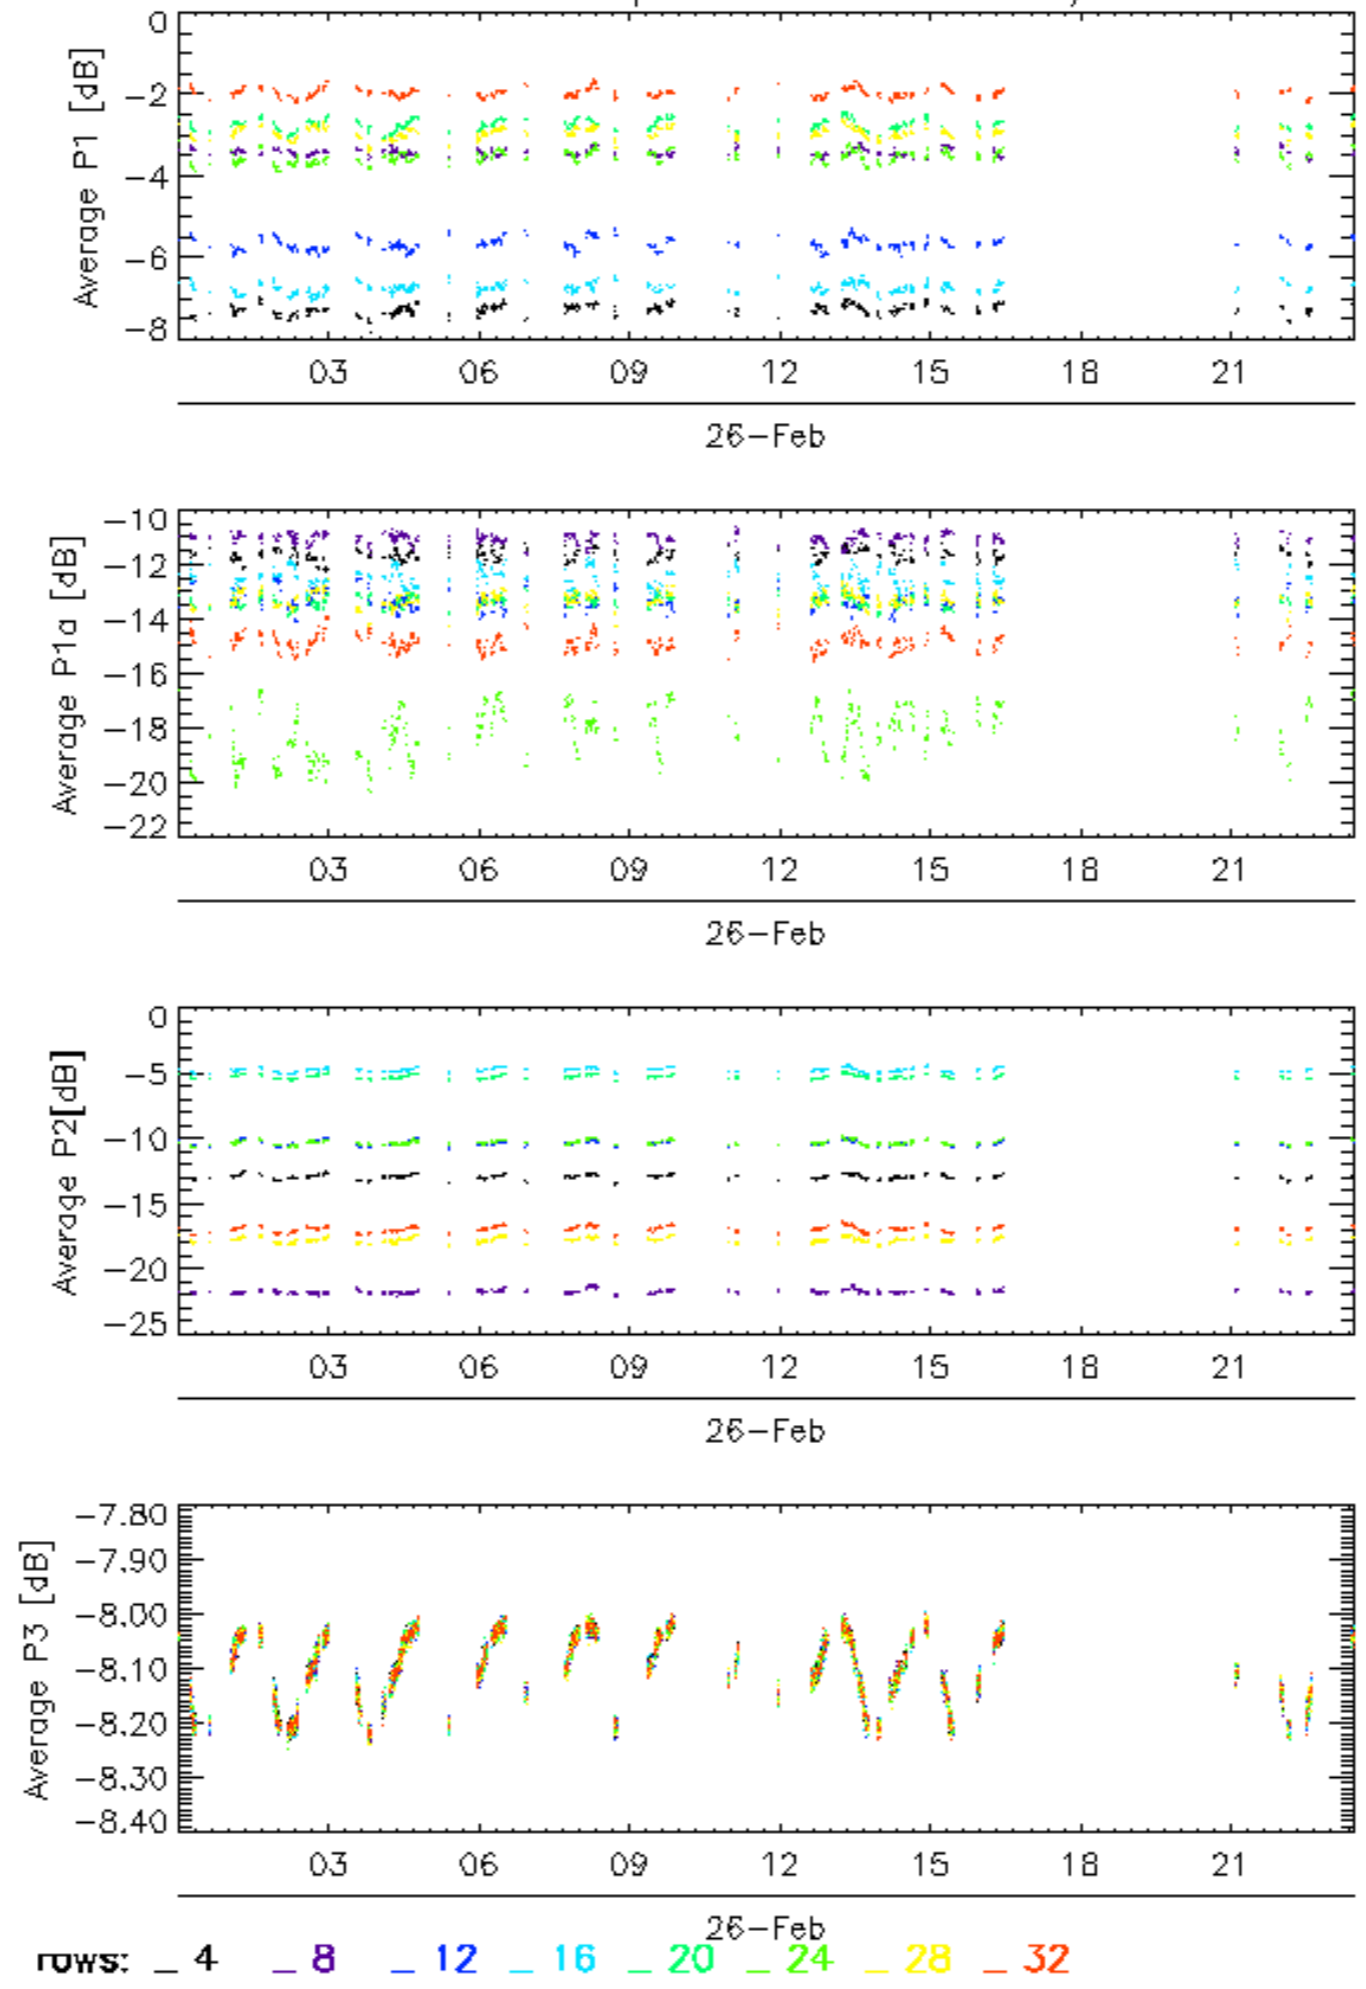 0
-2
-4
-6
-8
Average P1 [dB]
03 06 09 12 15 18 21
26-Feb
-10
-12
-14
-16
-18
-20
-22
Average P1a [dB]
03 06 09 12 15 18 21
26-Feb
0
-5
-10
-15
-20
-25
Average P2[dB]
03 06 09 12 15 18 21
26-Feb
-7.80
-7.90
-8.00
-8.10
-8.20
-8.30
-8.40
Average P3 [dB]
03 06 09 12 15 18 21
26-Feb
rows: _ 4 _ 8 _ 12 _ 16 _ 20 _ 24 _ 28 _ 32